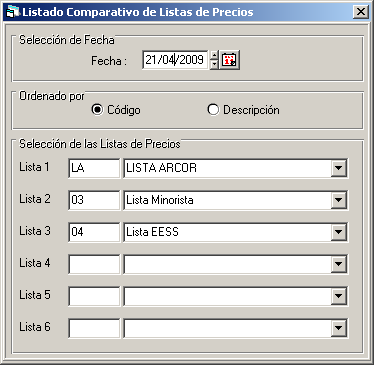 Listado Comparativo de Listas de Precios
Selección de Fecha
Fecha : 21/04/2009
Ordenado por
Código Descripción
Selección de las Listas de Precios
Lista 1 LA LISTA ARCOR
Lista 2 03 Lista Minorista
Lista 3 04 Lista EESS
Lista 4
Lista 5
Lista 6